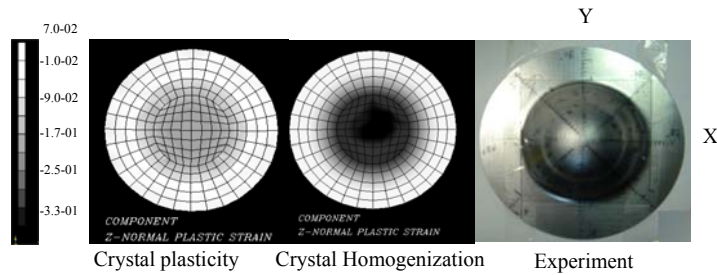 Y
7.0-02
-1.0-02
-9.0-02
-1.7-01
-2.5-01
-3.3-01
X
COMPONENT
Z-NORMAL PLASTIC STRAIN
COMPONENT
Z-NORMAL PLASTIC STRAIN
Crystal plasticity
Crystal Homogenization
Experiment